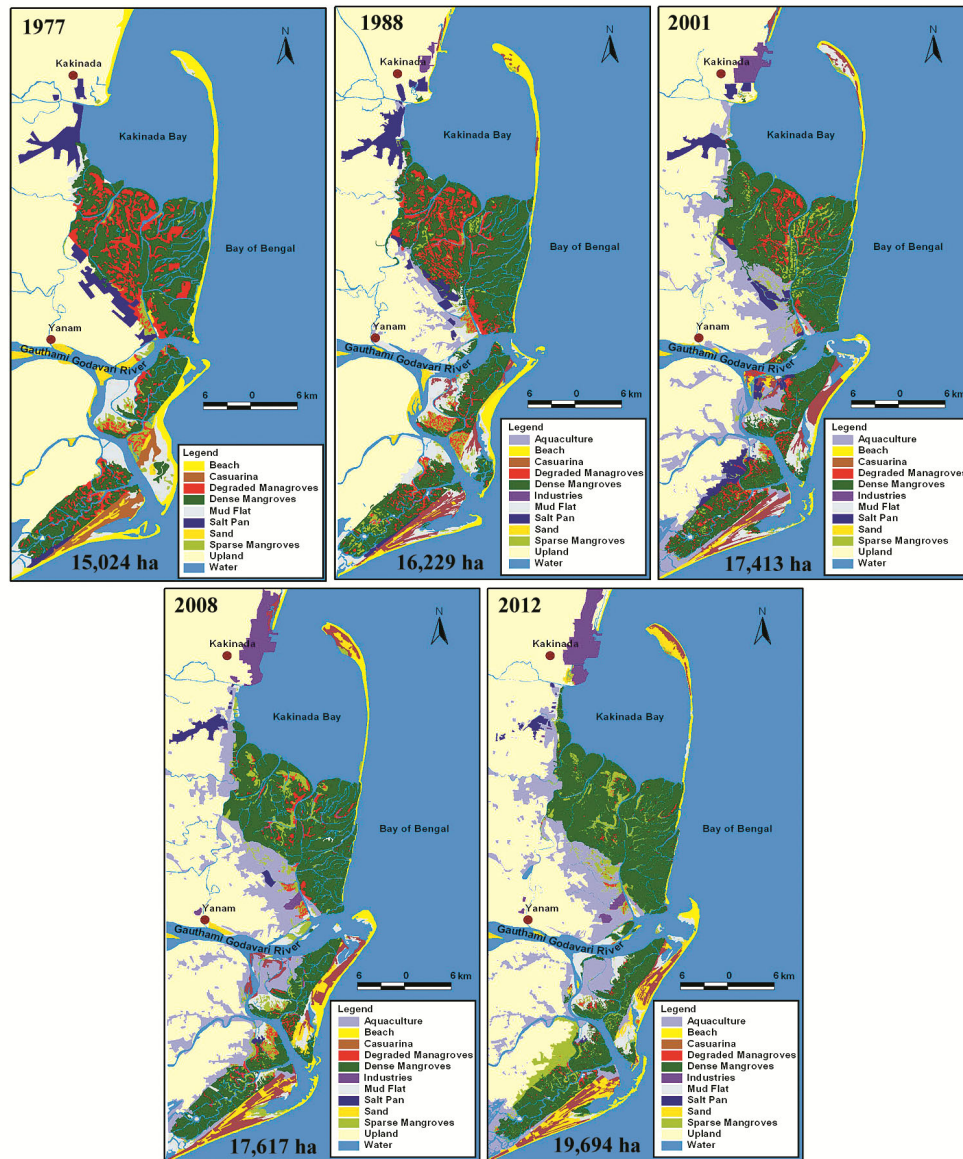 1977
N
Kakinada
Kakinada Bay
Bay of Bengal
Yanam
Gauthami Godavari River
6 0 6 km
Legend
Beach
Casuarina
Degraded Managroves
Dense Mangroves
Mud Flat
Salt Pan
Sand
Sparse Mangroves
Upland
Water
15,024 ha
1988
N
Kakinada
Kakinada Bay
Bay of Bengal
Yanam
Gauthami Godavari River
6 0 6 km
Legend
Aquaculture
Beach
Casuarina
Degraded Managroves
Dense Mangroves
Industries
Mud Flat
Salt Pan
Sand
Sparse Mangroves
Upland
Water
16,229 ha
2001
N
Kakinada
Kakinada Bay
Bay of Bengal
Yanam
Gauthami Godavari River
6 0 6 km
Legend
Aquaculture
Beach
Casuarina
Degraded Managroves
Dense Mangroves
Industries
Mud Flat
Salt Pan
Sand
Sparse Mangroves
Upland
Water
17,413 ha
2008
N
Kakinada
Kakinada Bay
Bay of Bengal
Yanam
Gauthami Godavari River
6 0 6 km
Legend
Aquaculture
Beach
Casuarina
Degraded Managroves
Dense Mangroves
Industries
Mud Flat
Salt Pan
Sand
Sparse Mangroves
Upland
Water
17,617 ha
2012
N
Kakinada
Kakinada Bay
Bay of Bengal
Yanam
Gauthami Godavari River
6 0 6 km
Legend
Aquaculture
Beach
Casuarina
Degraded Managroves
Dense Mangroves
Industries
Mud Flat
Salt Pan
Sand
Sparse Mangroves
Upland
Water
19,694 ha